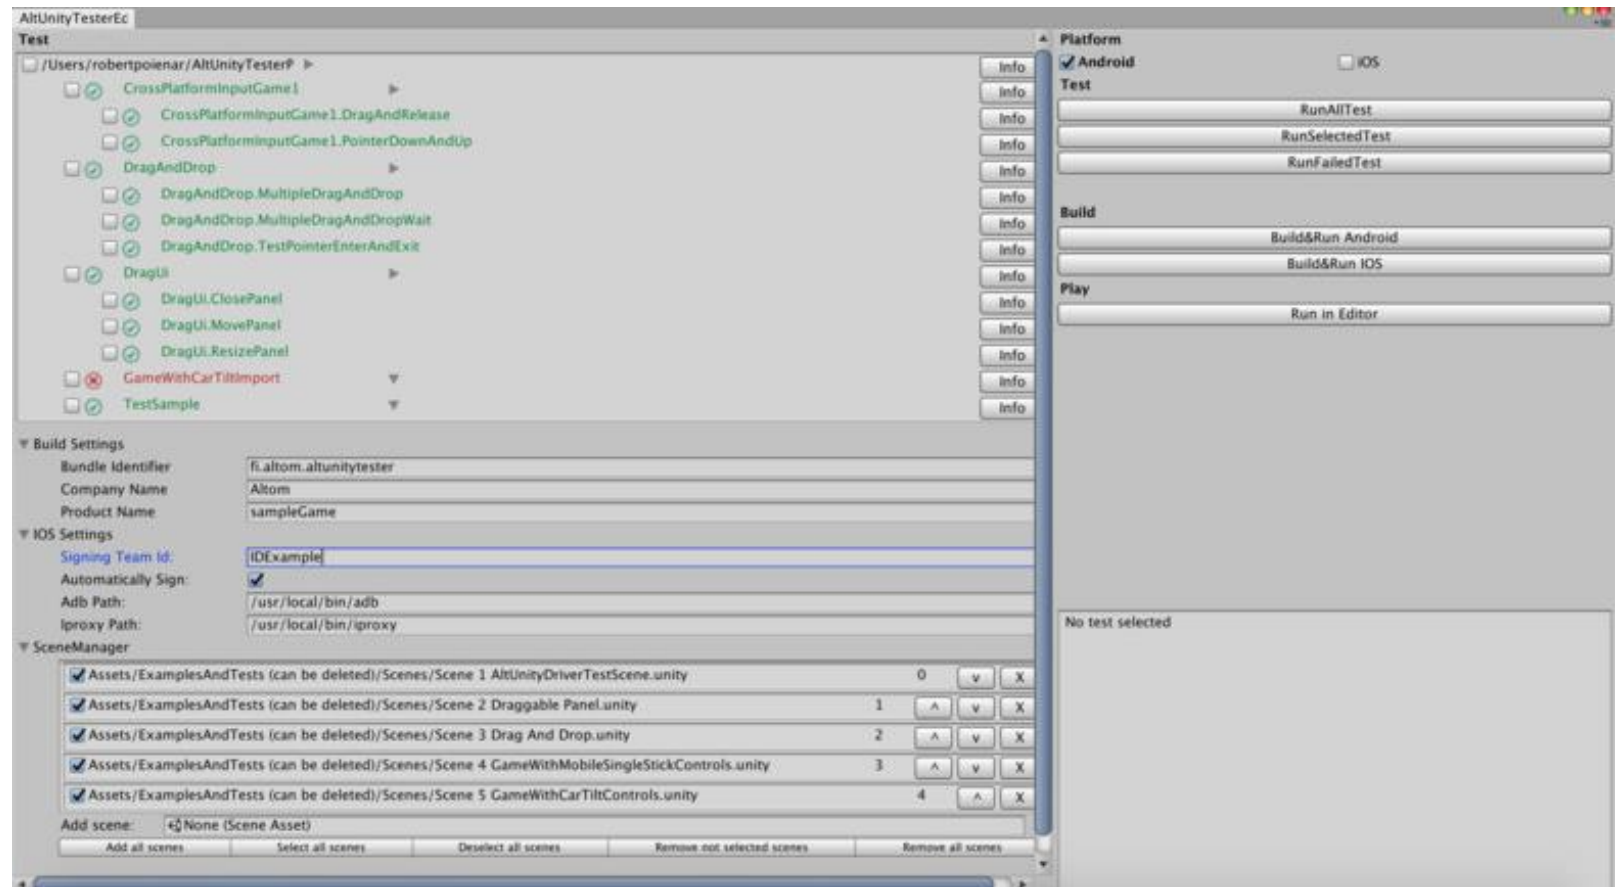 AltUnityTesterEc
Test
/Users/robertpoienar/AltUnityTesterP Info
CrossPlatformInputGame1 Info
CrossPlatformInputGame1.DragAndRelease Info
CrossPlatformInputGame1.PointerDownAndUp Info
DragAndDrop Info
DragAndDrop.MultipleDragAndDrop Info
DragAndDrop.MultipleDragAndDropWait Info
DragAndDrop.TestPointerEnterAndExit Info
DragUi Info
DragUi.ClosePanel Info
DragUi.MovePanel Info
DragUi.ResizePanel Info
GameWithCarTiltImport Info
TestSample Info
Build Settings
Bundle Identifier fi.altom.altunitytester
Company Name Altom
Product Name sampleGame
IOS Settings
Signing Team Id: IDExample
Automatically Sign:
Adb Path: /usr/local/bin/adb
Iproxy Path: /usr/local/bin/iproxy
SceneManager
Assets/ExamplesAndTests (can be deleted)/Scenes/Scene 1 AltUnityDriverTestScene.unity 0 v X
Assets/ExamplesAndTests (can be deleted)/Scenes/Scene 2 Draggable Panel.unity 1 ^ v X
Assets/ExamplesAndTests (can be deleted)/Scenes/Scene 3 Drag And Drop.unity 2 ^ v X
Assets/ExamplesAndTests (can be deleted)/Scenes/Scene 4 GameWithMobileSingleStickControls.unity 3 ^ v X
Assets/ExamplesAndTests (can be deleted)/Scenes/Scene 5 GameWithCarTiltControls.unity 4 ^ X
Add scene: None (Scene Asset)
Add all scenes Select all scenes Deselect all scenes Remove not selected scenes Remove all scenes
Platform
Android iOS
Test
RunAllTest
RunSelectedTest
RunFailedTest
Build
Build&Run Android
Build&Run IOS
Play
Run in Editor
No test selected